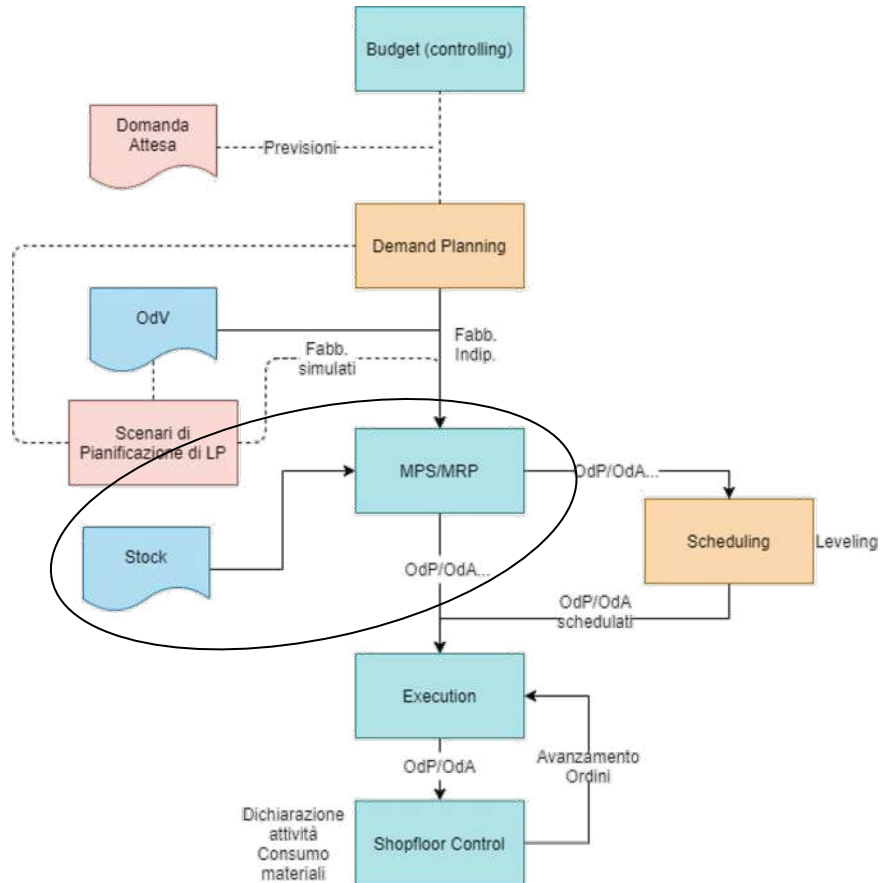 Budget (controlling)
Domanda
Attesa
Previsioni
Demand Planning
OdV
Fabb.
Indip.
Fabb.
simulati
Scenari di
Pianificazione di LP
MPS/MRP
OdP/OdA...
Stock
Scheduling
Leveling
OdP/OdA...
OdP/OdA
schedulati
Execution
OdP/OdA
Avanzamento
Ordini
Dichiarazione
attività
Consumo
materiali
Shopfloor Control